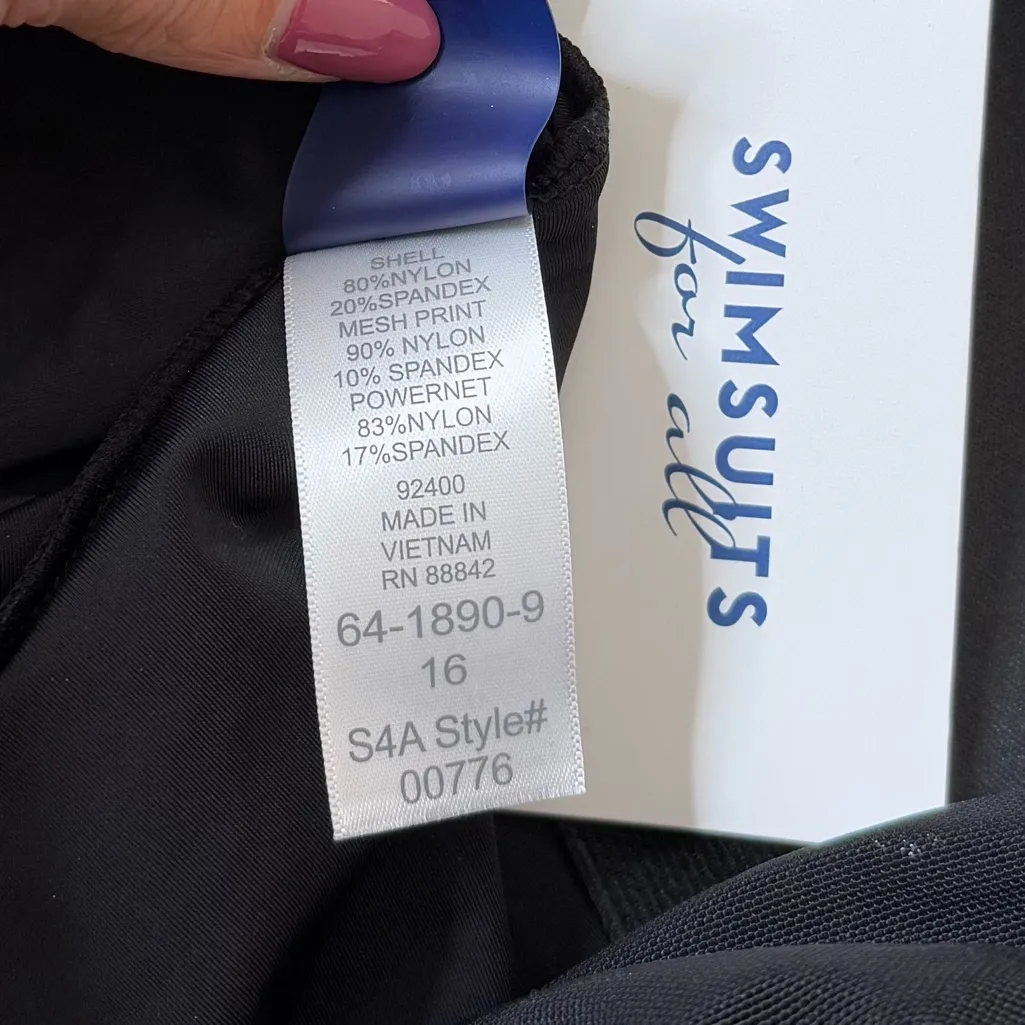 SHELL
80%NYLON
20%SPANDEX
MESH PRINT
90% NYLON
10% SPANDEX
POWERNET
83%NYLON
17%SPANDEX
92400
MADE IN
VIETNAM
RN 88842
64-1890-9
16
S4A Style#
00776
SWIMSUITS
for all